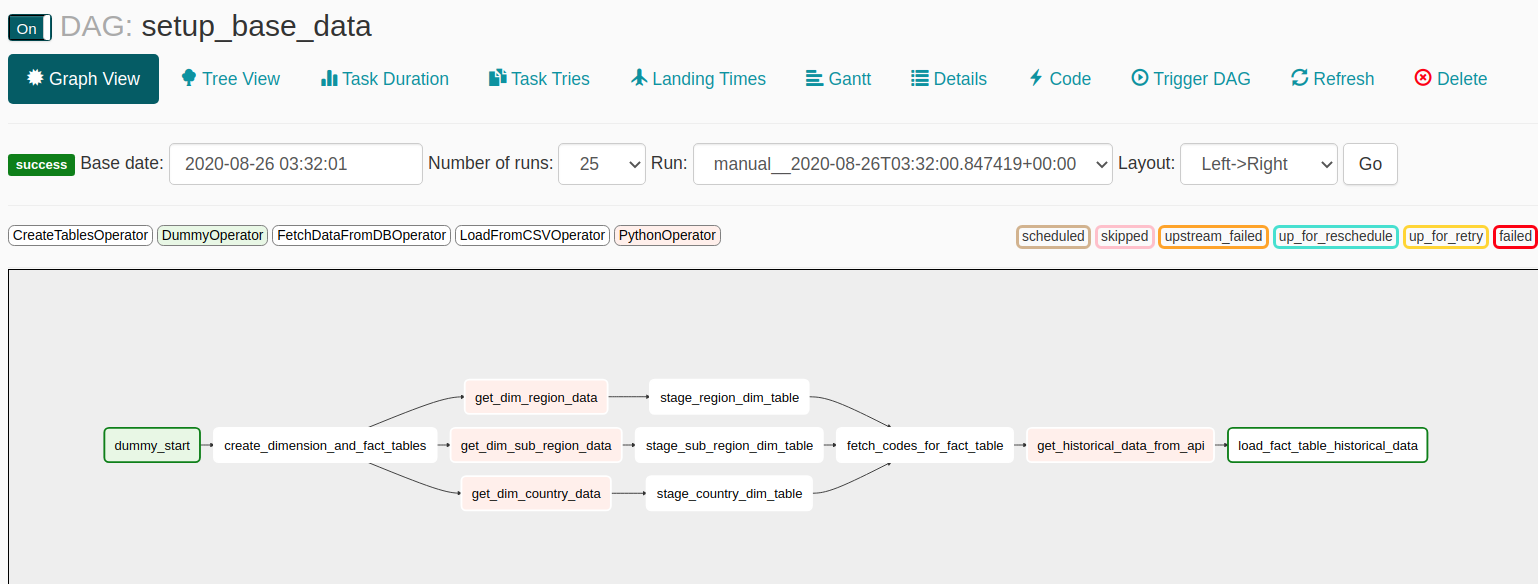 On DAG: setup_base_data
Graph View Tree View Task Duration Task Tries Landing Times Gantt Details Code Trigger DAG Refresh Delete
success Base date: 2020-08-26 03:32:01 Number of runs: 25 Run: manual__2020-08-26T03:32:00.847419+00:00 Layout: Left->Right Go
CreateTablesOperator DummyOperator FetchDataFromDBOperator LoadFromCSVOperator PythonOperator scheduled skipped upstream_failed up_for_reschedule up_for_retry failed
get_dim_region_data stage_region_dim_table
dummy_start create_dimension_and_fact_tables get_dim_sub_region_data stage_sub_region_dim_table fetch_codes_for_fact_table get_historical_data_from_api load_fact_table_historical_data
get_dim_country_data stage_country_dim_table